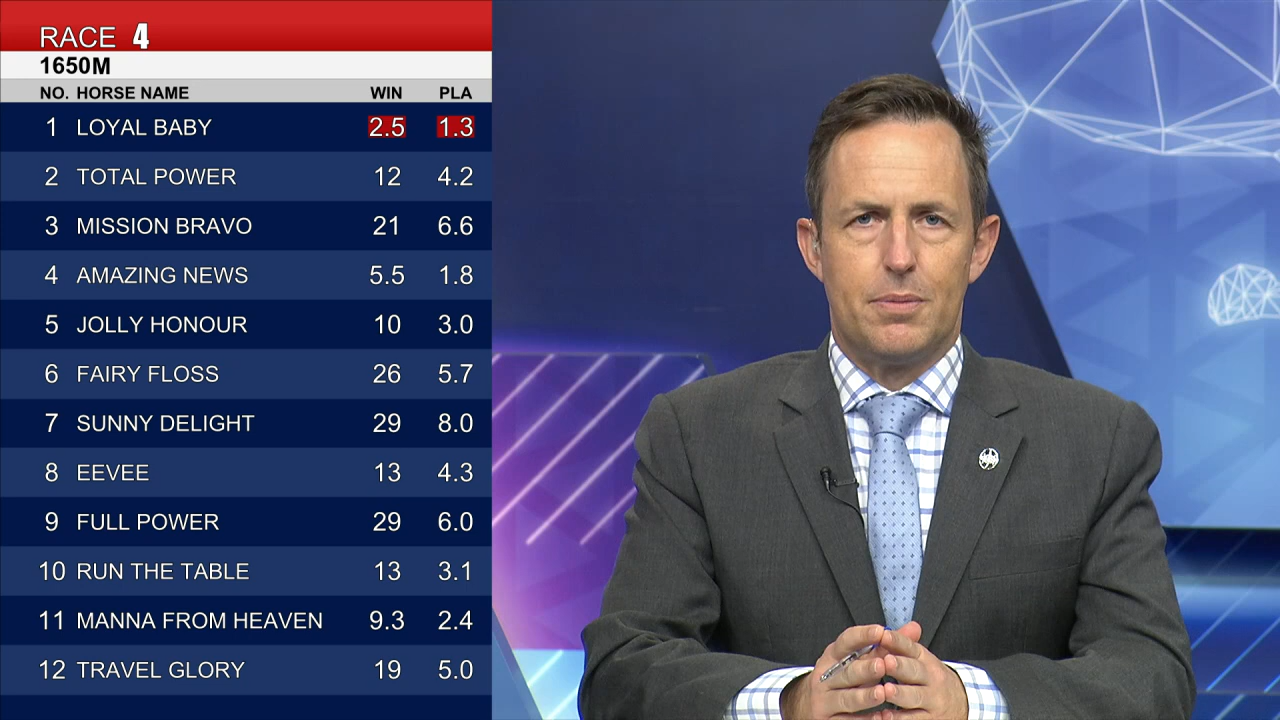 RACE 4
1650M
NO. HORSE NAME WIN PLA
1 LOYAL BABY 2.5 1.3
2 TOTAL POWER 12 4.2
3 MISSION BRAVO 21 6.6
4 AMAZING NEWS 5.5 1.8
5 JOLLY HONOUR 10 3.0
6 FAIRY FLOSS 26 5.7
7 SUNNY DELIGHT 29 8.0
8 EEVEE 13 4.3
9 FULL POWER 29 6.0
10 RUN THE TABLE 13 3.1
11 MANNA FROM HEAVEN 9.3 2.4
12 TRAVEL GLORY 19 5.0